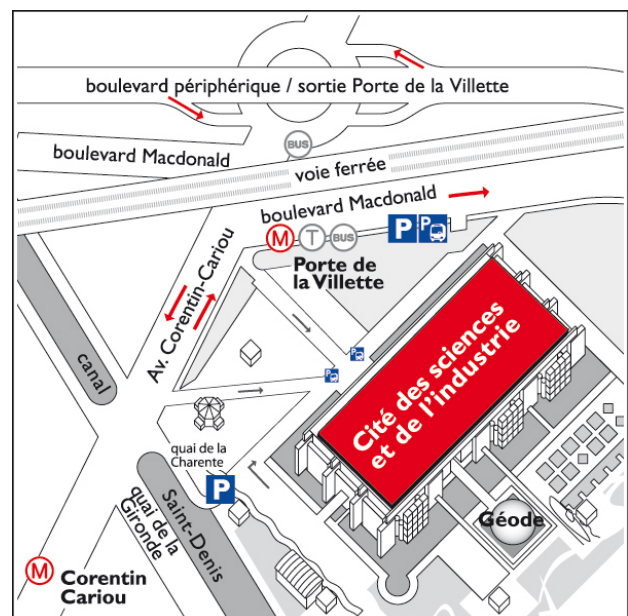 boulevard périphérique / sortie Porte de la Villette
BUS
boulevard Macdonald
voie ferrée
boulevard Macdonald
M T BUS
P P
Porte de
la Villette
Av. Corentin-Cariou
canal
P
P
Cité des sciences
et de l'industrie
quai de la
Charente
P
Géode
Saint-Denis
quai de la
Gironde
M
Corentin
Cariou